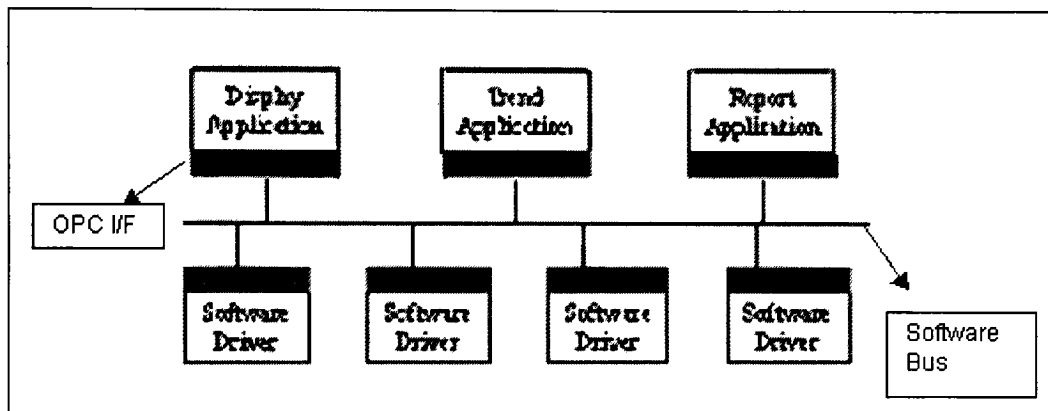 Display
Application
Trend
Application
Report
Application
OPC I/F
Software
Driver
Software
Driver
Software
Driver
Software
Driver
Software
Bus